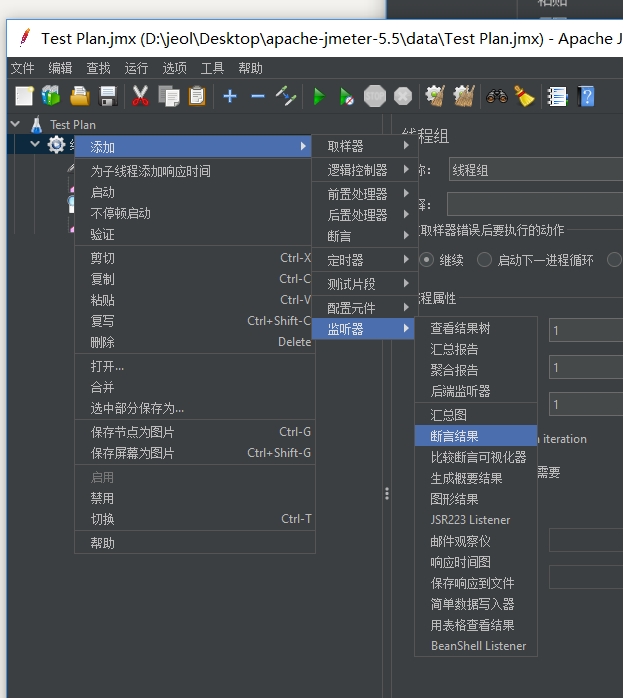 粘贴
Test Plan.jmx (D:\jeol\Desktop\apache-jmeter-5.5\data\Test Plan.jmx) - Apache J
文件 编辑 查找 运行 选项 工具 帮助
Test Plan
添加
为子线程添加响应时间
启动
不停顿启动
验证
剪切 Ctrl-X
复制 Ctrl-C
粘贴 Ctrl-V
复写 Ctrl+Shift-C
删除 Delete
打开...
合并
选中部分保存为...
保存节点为图片 Ctrl-G
保存屏幕为图片 Ctrl+Shift-G
启用
禁用
切换 Ctrl-T
帮助
取样器
逻辑控制器
前置处理器
后置处理器
断言
定时器
测试片段
配置元件
监听器
查看结果树
汇总报告
聚合报告
后端监听器
汇总图
断言结果
比较断言可视化器
生成概要结果
图形结果
JSR223 Listener
邮件观察仪
响应时间图
保存响应到文件
简单数据写入器
用表格查看结果
BeanShell Listener
线程组
称： 线程组
释：
取样器错误后要执行的动作
继续 启动下一进程循环
程属性
1
1
1
iteration
需要